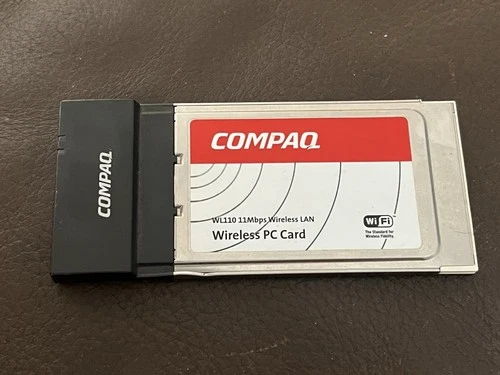 COMPAQ
COMPAQ
WL110 11Mbps Wireless LAN
Wireless PC Card
Wi Fi
The Standard for
Wireless Fidelity